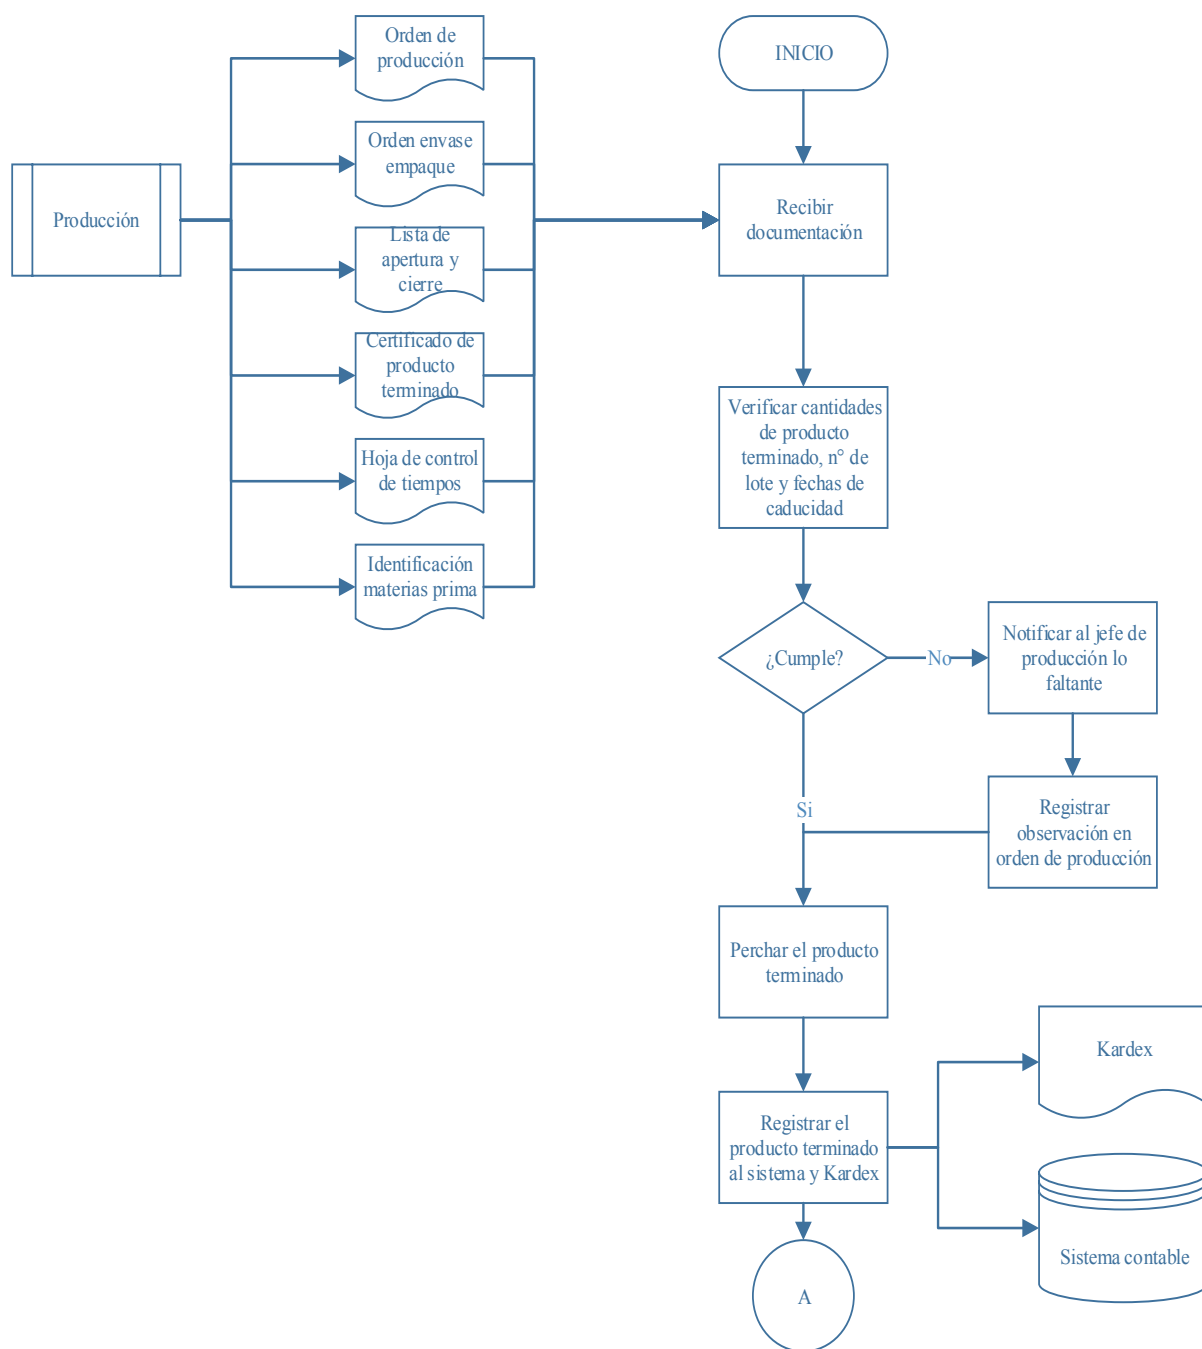 Orden de
producción
INICIO
Orden envase
empaque
Producción
Recibir
documentación
Lista de
apertura y
cierre
Certificado de
producto
terminado
Verificar cantidades
de producto
terminado, n° de
lote y fechas de
caducidad
Hoja de control
de tiempos
Identificación
materias prima
¿Cumple?
No
Notificar al jefe de
producción lo
faltante
Si
Registrar
observación en
orden de producción
Perchar el producto
terminado
Kardex
Registrar el
producto terminado
al sistema y Kardex
Sistema contable
A